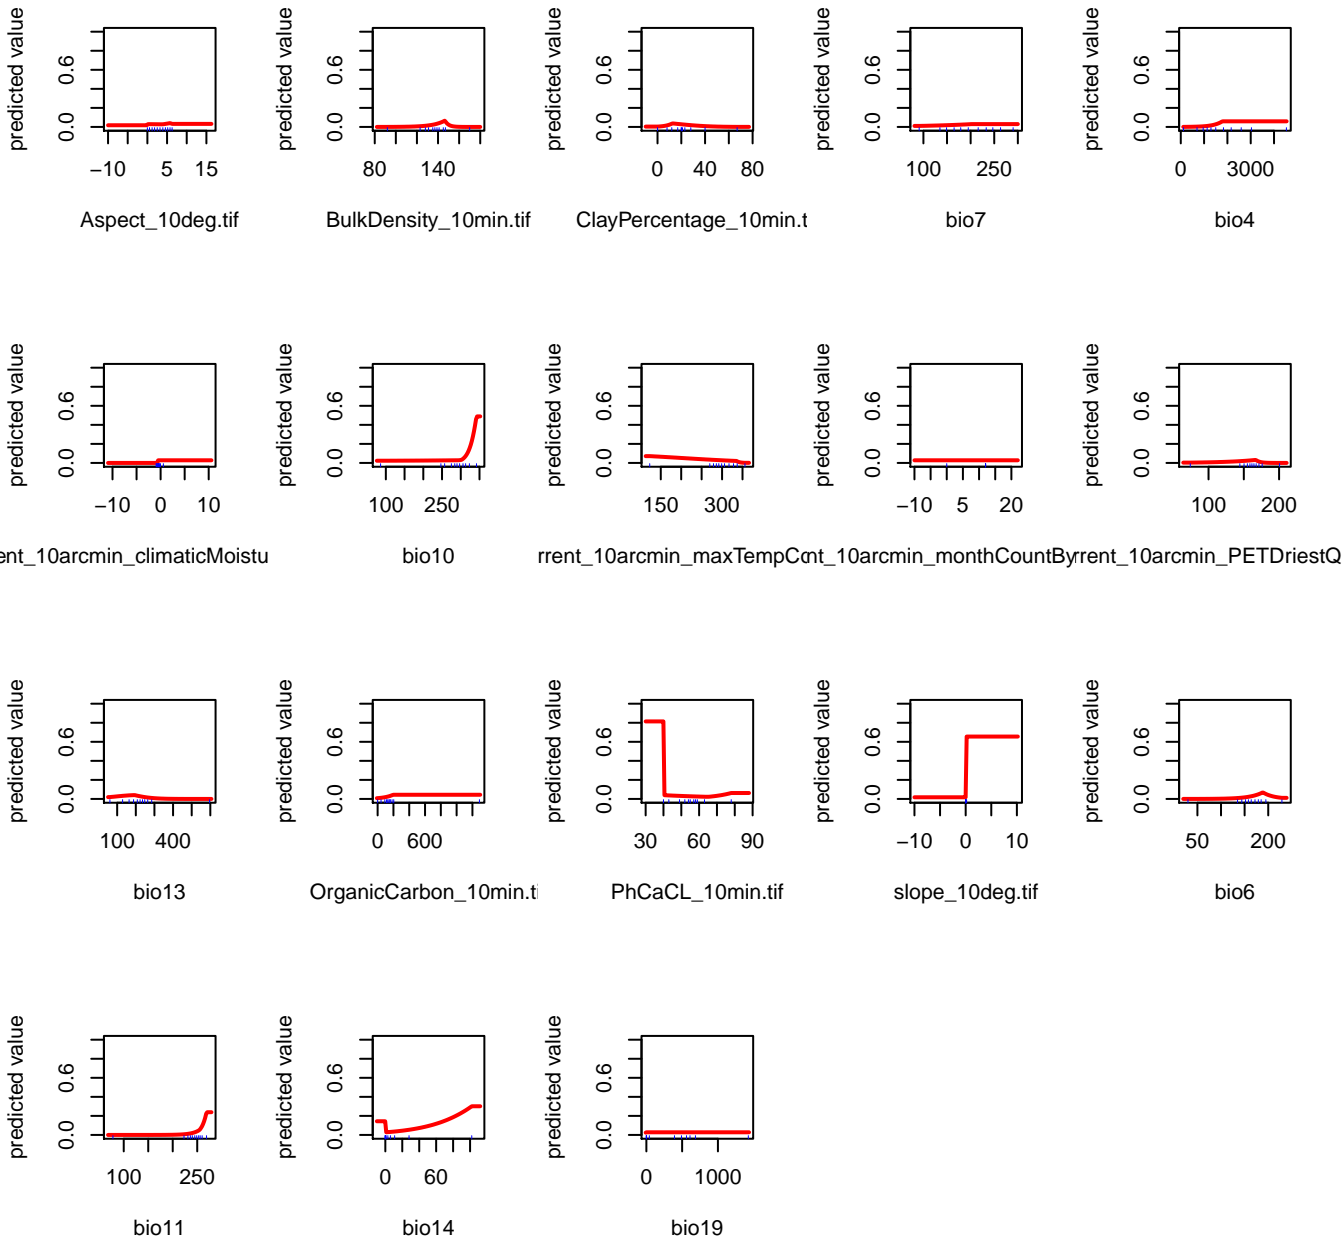 predicted value
0.0 0.6
−10 5 15
Aspect_10deg.tif
predicted value
0.0 0.6
80 140
BulkDensity_10min.tif
predicted value
0.0 0.6
0 40 80
ClayPercentage_10min.t
predicted value
0.0 0.6
100 250
bio7
predicted value
0.0 0.6
0 3000
bio4
predicted value
0.0 0.6
−10 0 10
ent_10arcmin_climaticMoistu
predicted value
0.0 0.6
100 250
bio10
predicted value
0.0 0.6
150 300
rrent_10arcmin_maxTempCo
predicted value
0.0 0.6
−10 5 20
nt_10arcmin_monthCountBy
predicted value
0.0 0.6
100 200
rrent_10arcmin_PETDriestQ
predicted value
0.0 0.6
100 400
bio13
predicted value
0.0 0.6
0 600
OrganicCarbon_10min.ti
predicted value
0.0 0.6
30 60 90
PhCaCL_10min.tif
predicted value
0.0 0.6
−10 0 10
slope_10deg.tif
predicted value
0.0 0.6
50 200
bio6
predicted value
0.0 0.6
100 250
bio11
predicted value
0.0 0.6
0 60
bio14
predicted value
0.0 0.6
0 1000
bio19